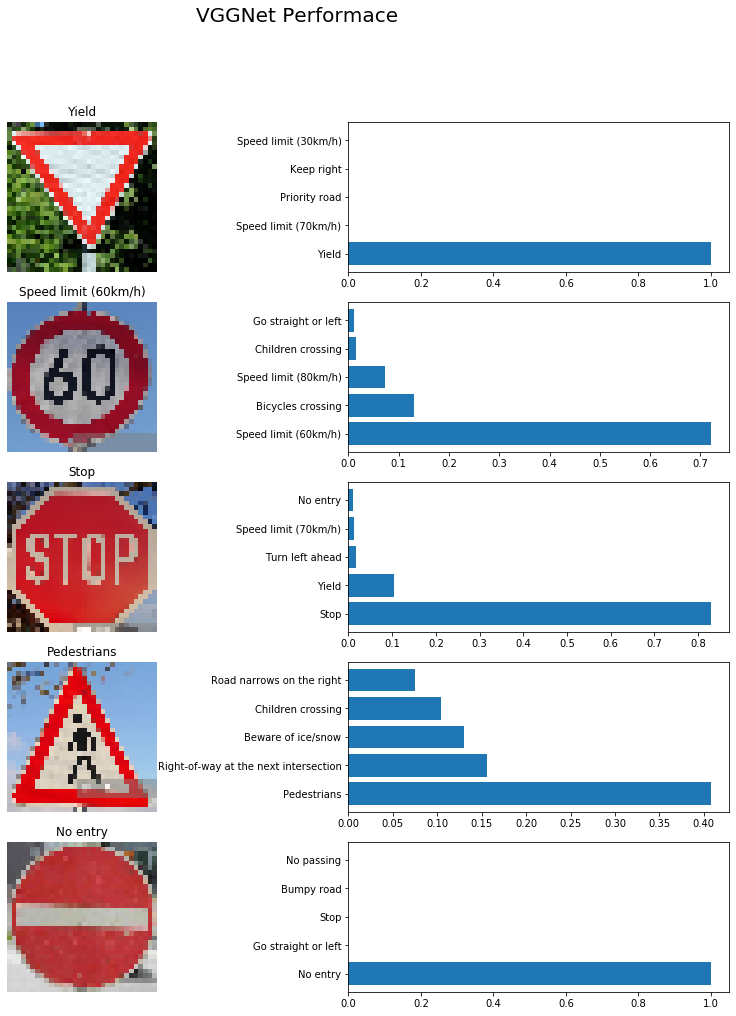 VGGNet Performace
Yield
Speed limit (30km/h)
Keep right
Priority road
Speed limit (70km/h)
Yield
0.0 0.2 0.4 0.6 0.8 1.0
Speed limit (60km/h)
60
Go straight or left
Children crossing
Speed limit (80km/h)
Bicycles crossing
Speed limit (60km/h)
0.0 0.1 0.2 0.3 0.4 0.5 0.6 0.7
Stop
STOP
No entry
Speed limit (70km/h)
Turn left ahead
Yield
Stop
0.0 0.1 0.2 0.3 0.4 0.5 0.6 0.7 0.8
Pedestrians
Road narrows on the right
Children crossing
Beware of ice/snow
Right-of-way at the next intersection
Pedestrians
0.00 0.05 0.10 0.15 0.20 0.25 0.30 0.35 0.40
No entry
No passing
Bumpy road
Stop
Go straight or left
No entry
0.0 0.2 0.4 0.6 0.8 1.0